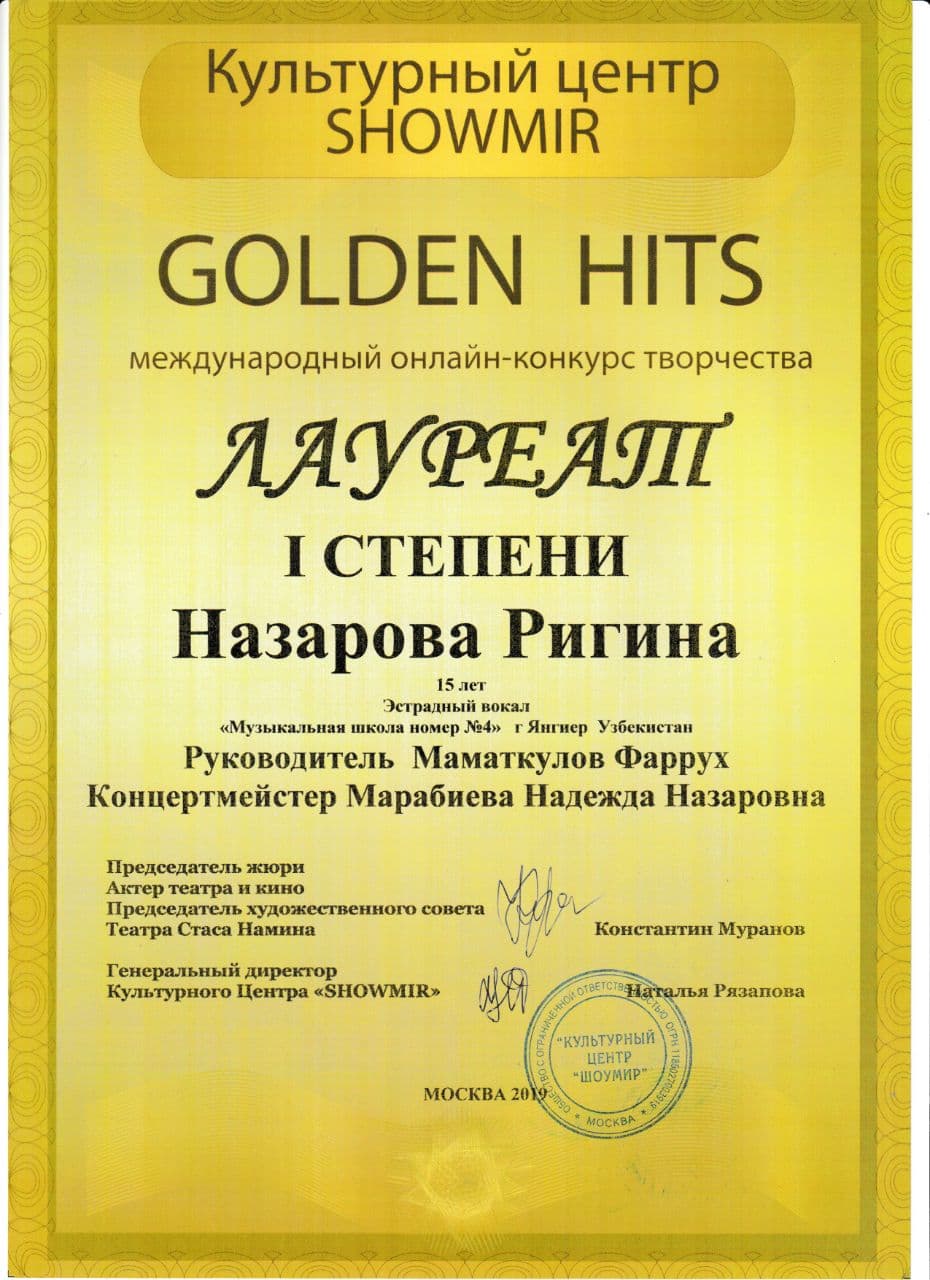 Культурный центр
SHOWMIR
GOLDEN HITS
международный онлайн-конкурс творчества
ЛАУРЕАТ
I СТЕПЕНИ
Назарова Ригина
15 лет
Эстрадный вокал
«Музыкальная школа номер №4» г Янгиер Узбекистан
Руководитель Маматкулов Фаррух
Концертмейстер Марабиева Надежда Назаровна
Председатель жюри
Актер театра и кино
Председатель художественного совета
Театра Стаса Намина
Константин Муранов
Генеральный директор
Культурного Центра «SHOWMIR»
Наталья Рязапова
ОБЩЕСТВО С ОГРАНИЧЕННОЙ ОТВЕТСТВЕННОСТЬЮ ОГРН
"КУЛЬТУРНЫЙ
ЦЕНТР
"ШОУМИР"
* МОСКВА *
МОСКВА 2019